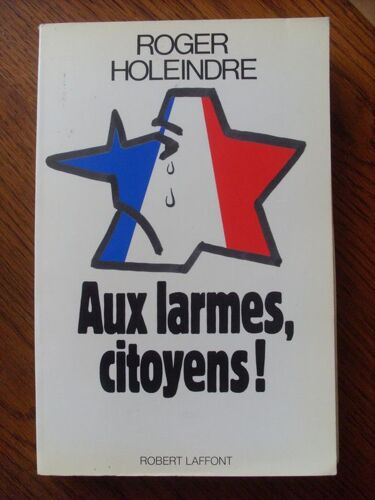 ROGER
HOLEINDRE
Aux larmes,
citoyens !
ROBERT LAFFONT